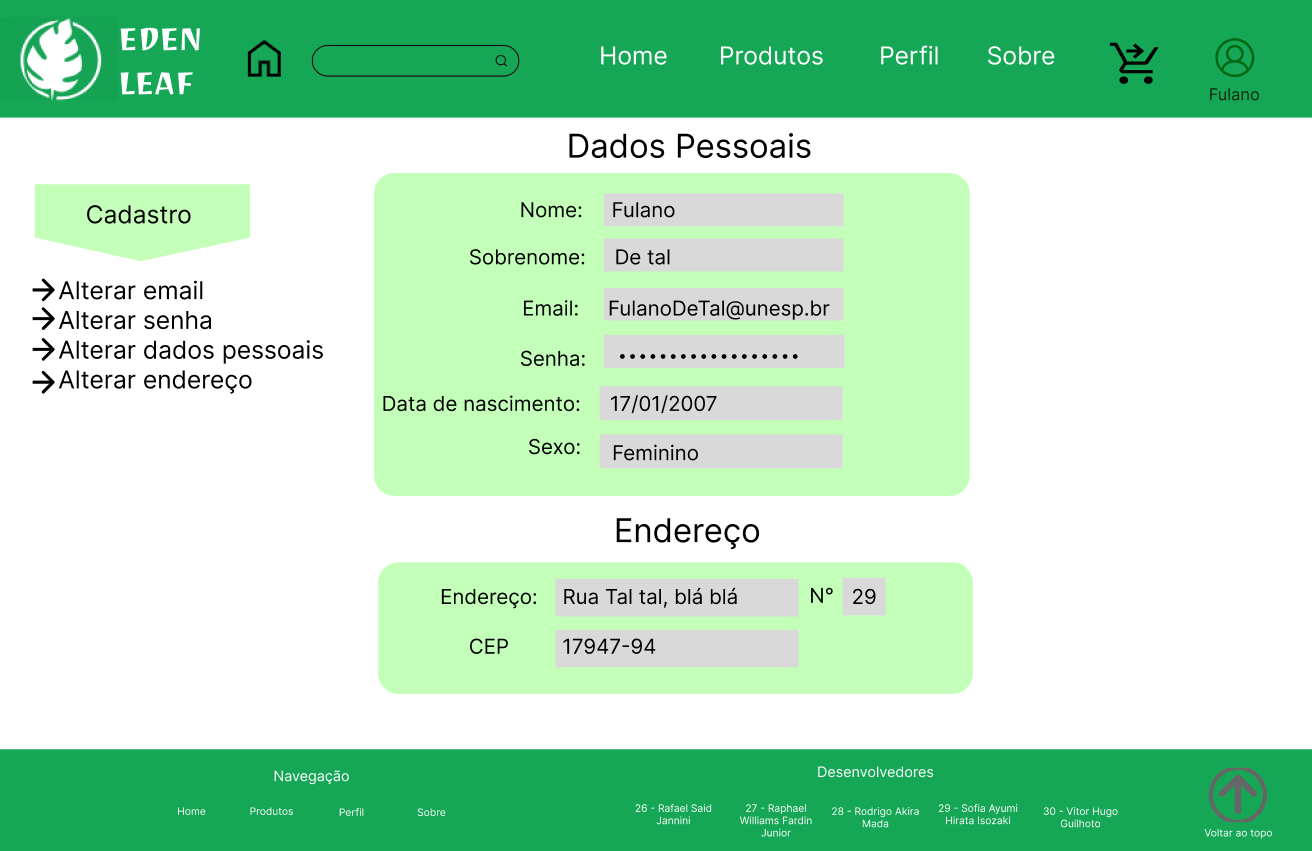 EDEN
LEAF
Home Produtos Perfil Sobre
Fulano
Dados Pessoais
Cadastro
Alterar email
Alterar senha
Alterar dados pessoais
Alterar endereço
Nome: Fulano
Sobrenome: De tal
Email: FulanoDeTal@unesp.br
Senha: ••••••••••••••••••
Data de nascimento: 17/01/2007
Sexo: Feminino
Endereço
Endereço: Rua Tal tal, blá blá N° 29
CEP 17947-94
Navegação
Home Produtos Perfil Sobre
Desenvolvedores
26 - Rafael Said
Jannini
27 - Raphael
Williams Fardin
Junior
28 - Rodrigo Akira
Mada
29 - Sofia Ayumi
Hirata Isozaki
30 - Vitor Hugo
Guilhoto
Voltar ao topo